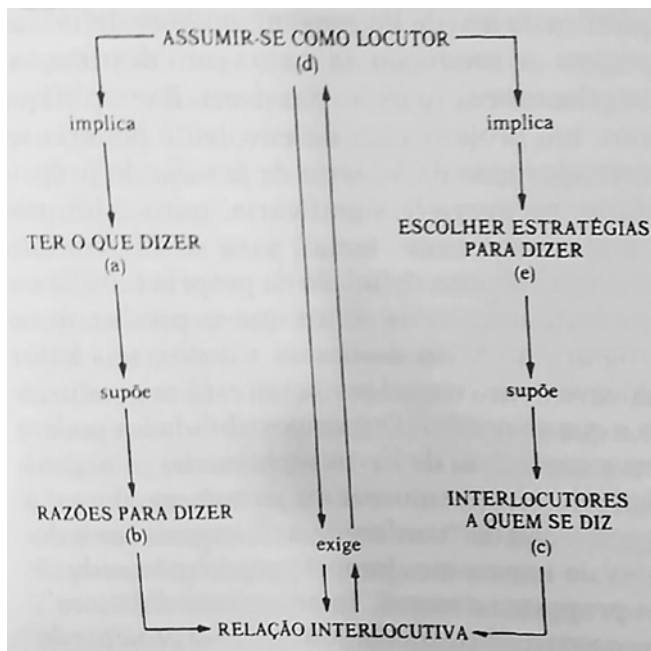 ASSUMIR-SE COMO LOCUTOR
(d)
implica
implica
TER O QUE DIZER
(a)
ESCOLHER ESTRATÉGIAS
PARA DIZER
(e)
supõe
supõe
RAZÕES PARA DIZER
(b)
INTERLOCUTORES
A QUEM SE DIZ
(c)
exige
RELAÇÃO INTERLOCUTIVA